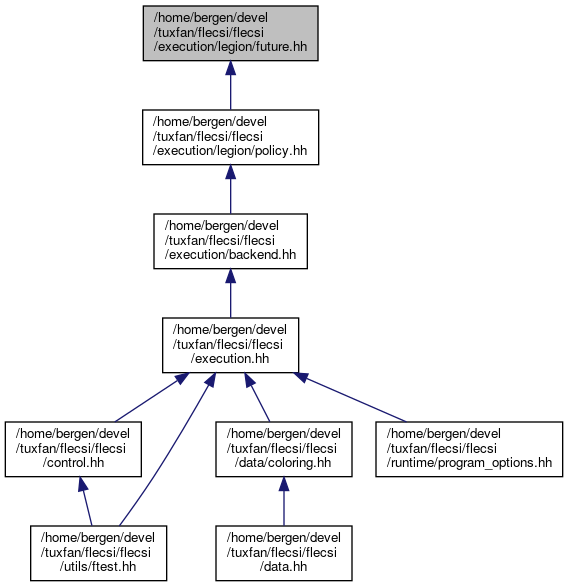 /home/bergen/devel
/tuxfan/flecsi/flecsi
/execution/legion/future.hh
/home/bergen/devel
/tuxfan/flecsi/flecsi
/execution/legion/policy.hh
/home/bergen/devel
/tuxfan/flecsi/flecsi
/execution/backend.hh
/home/bergen/devel
/tuxfan/flecsi/flecsi
/execution.hh
/home/bergen/devel
/tuxfan/flecsi/flecsi
/control.hh
/home/bergen/devel
/tuxfan/flecsi/flecsi
/data/coloring.hh
/home/bergen/devel
/tuxfan/flecsi/flecsi
/runtime/program_options.hh
/home/bergen/devel
/tuxfan/flecsi/flecsi
/utils/ftest.hh
/home/bergen/devel
/tuxfan/flecsi/flecsi
/data.hh